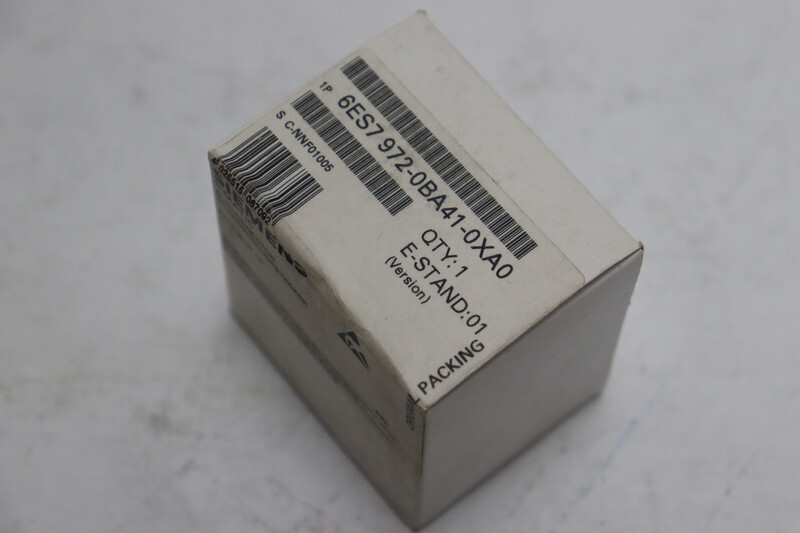 1P 6ES7 972-0BA41-0XA0
S C-NNF01005
QTY: 1
E-STAND:01
(Version)
PACKING
SIEMENS